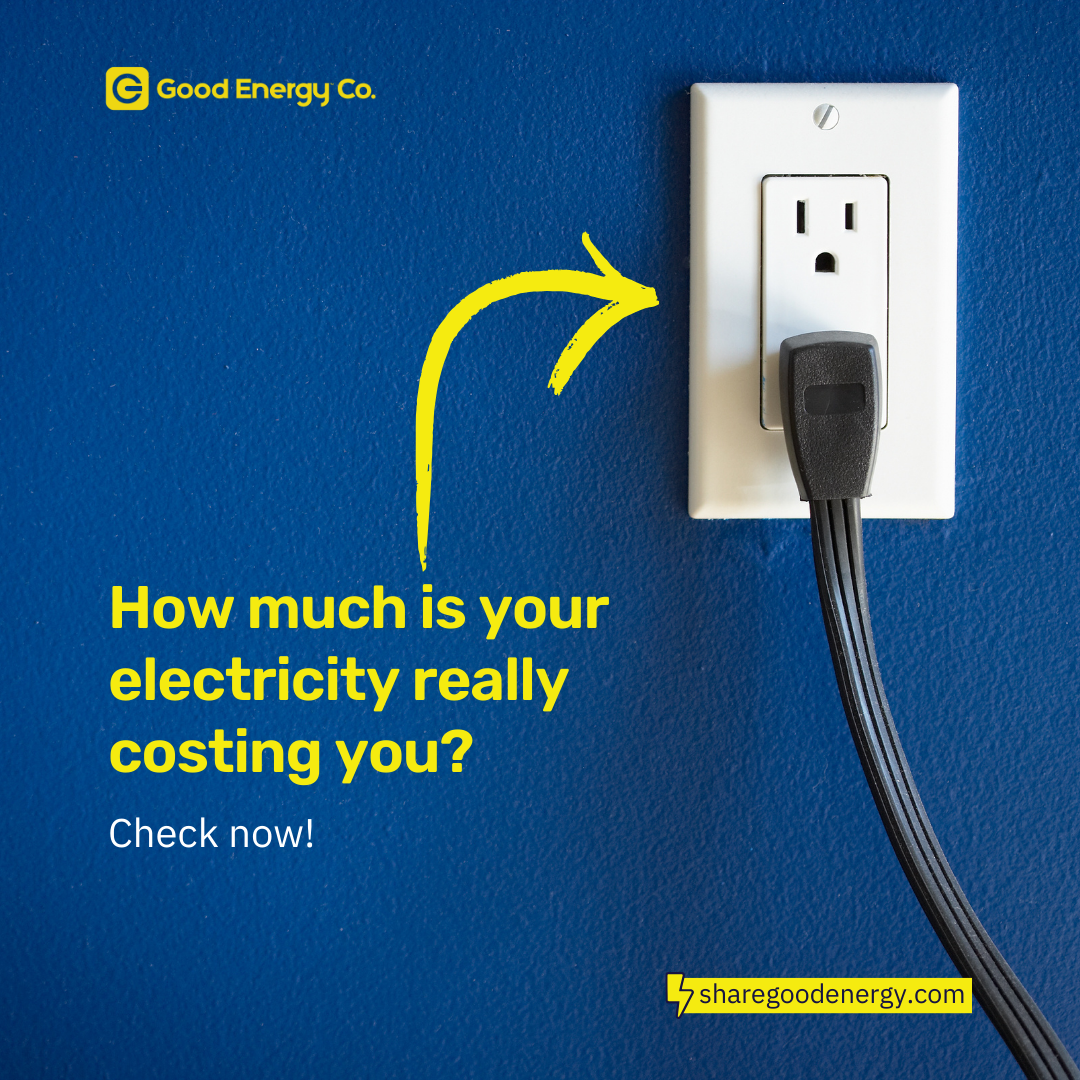 Good Energy Co.
How much is your
electricity really
costing you?
Check now!
sharegoodenergy.com